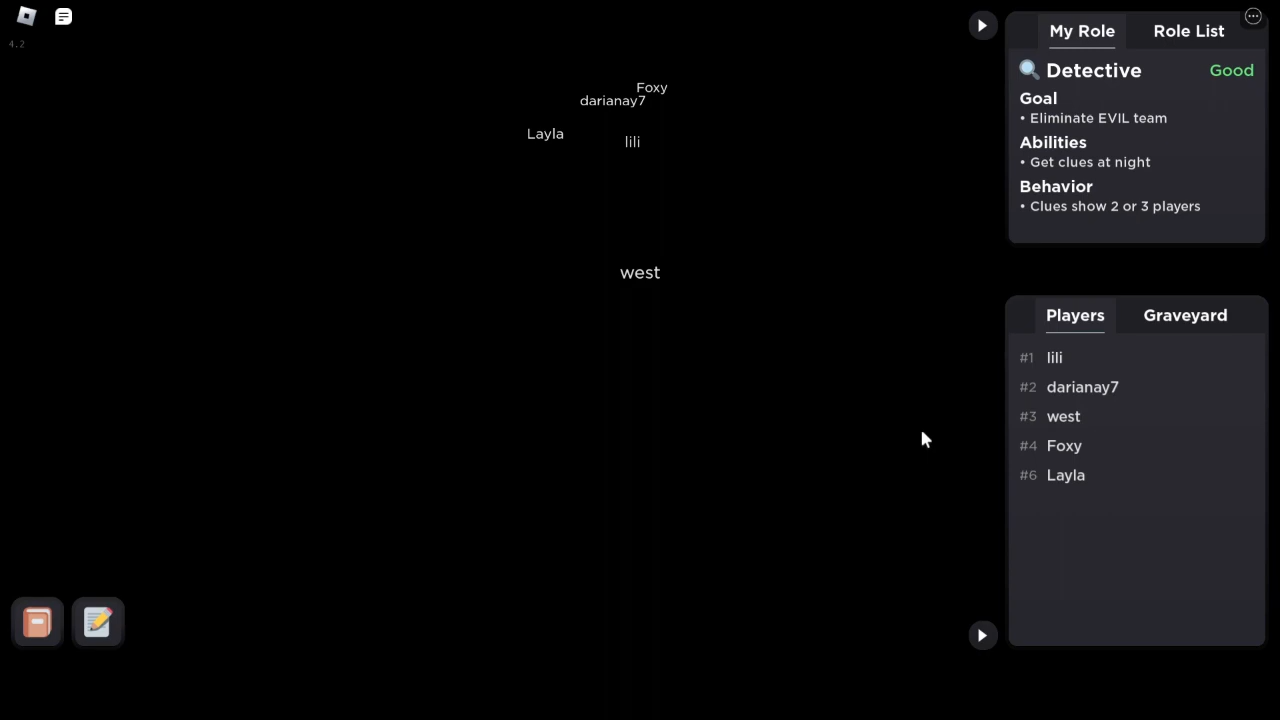 4.2
Foxy
darianay7
Layla
lili
west
My Role Role List
Detective Good
Goal
• Eliminate EVIL team
Abilities
• Get clues at night
Behavior
• Clues show 2 or 3 players
Players Graveyard
#1 lili
#2 darianay7
#3 west
#4 Foxy
#6 Layla